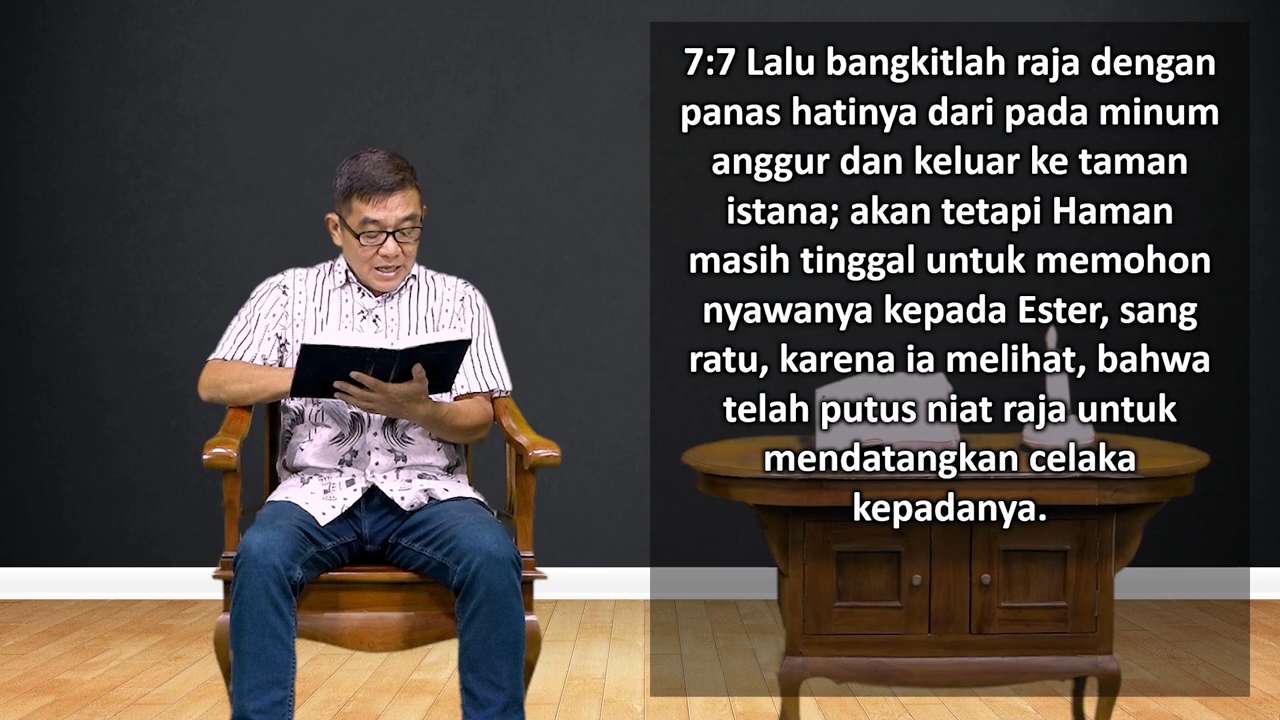 7:7 Lalu bangkitlah raja dengan
panas hatinya dari pada minum
anggur dan keluar ke taman
istana; akan tetapi Haman
masih tinggal untuk memohon
nyawanya kepada Ester, sang
ratu, karena ia melihat, bahwa
telah putus niat raja untuk
mendatangkan celaka
kepadanya.